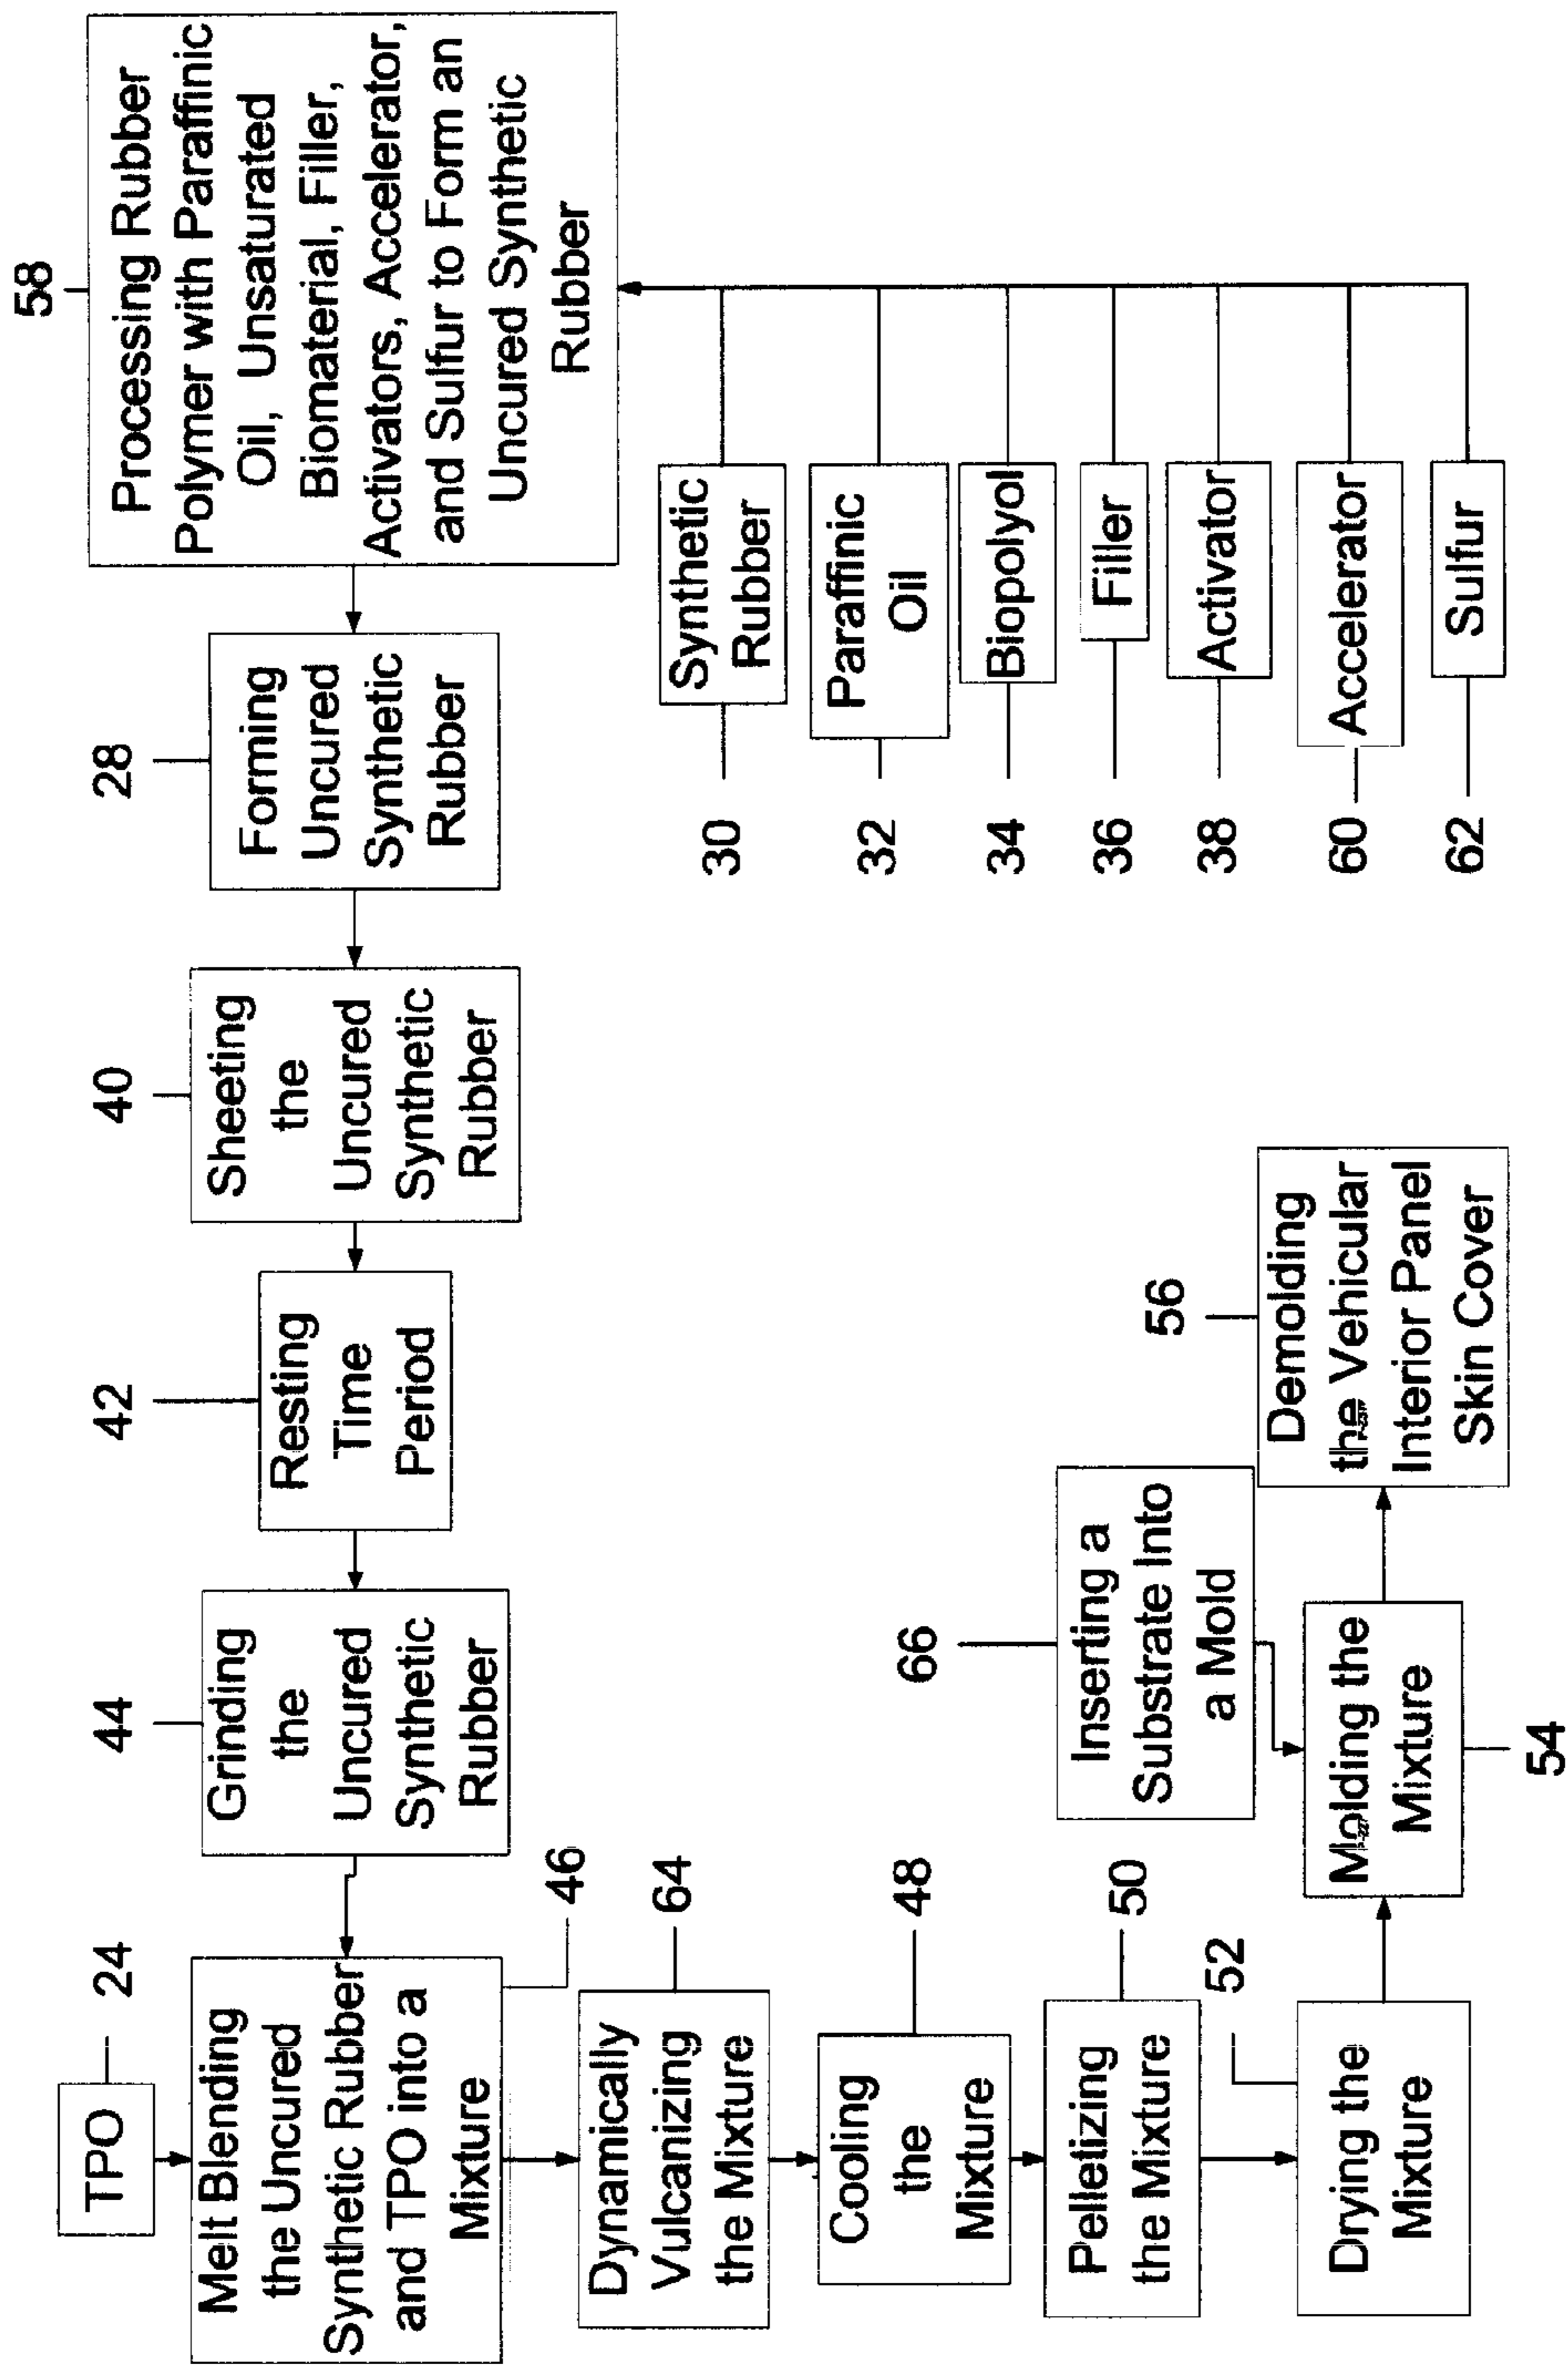 58
Processing Rubber
Polymer with Paraffinic
Oil, Unsaturated
Biomaterial, Filler,
Activators, Accelerator,
and Sulfur to Form an
Uncured Synthetic
Rubber
28
Forming
Uncured
Synthetic
Rubber
40
Sheeting
the
Uncured
Synthetic
Rubber
42
Resting
Time
Period
44
Grinding
the
Uncured
Synthetic
Rubber
24
TPO
Melt Blending
the Uncured
Synthetic Rubber
and TPO into a
Mixture
46
Dynamically
Vulcanizing
the Mixture
64
Cooling
the
Mixture
48
Pelletizing
the Mixture
50
52
Drying the
Mixture
66
Inserting a
Substrate Into
a Mold
Molding the
Mixture
54
56
Demolding
the Vehicular
Interior Panel
Skin Cover
30
Synthetic
Rubber
32
Paraffinic
Oil
34
Biopolyol
36
Filler
38
Activator
60
Accelerator
62
Sulfur